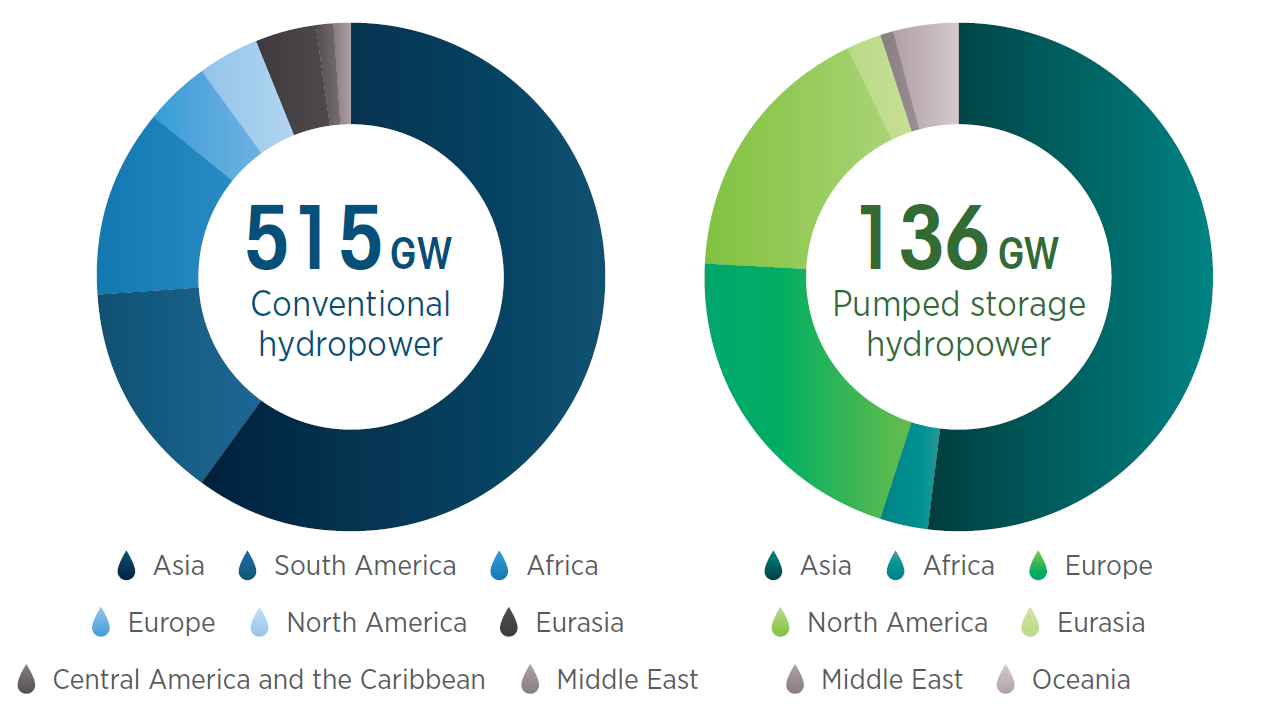 515 GW
Conventional
hydropower
136 GW
Pumped storage
hydropower
Asia South America Africa
Europe North America Eurasia
Central America and the Caribbean Middle East
Asia Africa Europe
North America Eurasia
Middle East Oceania